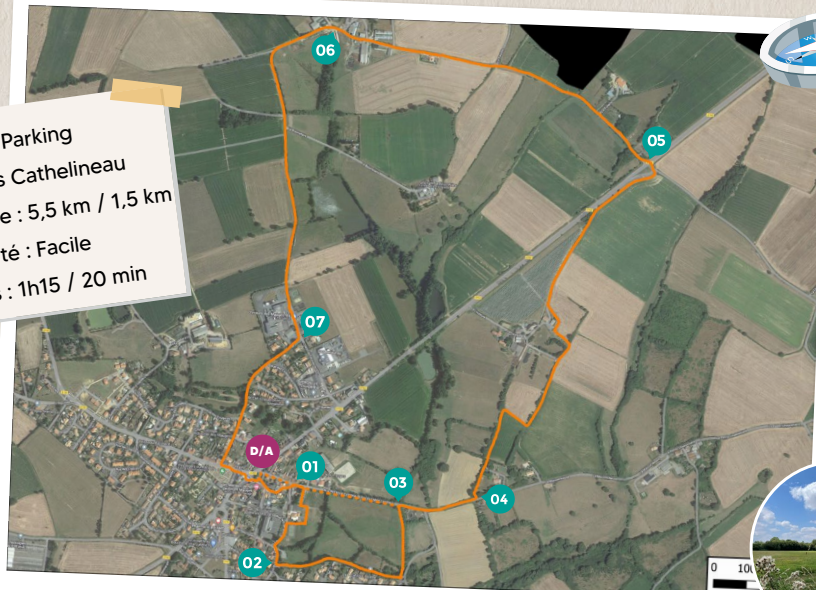 Parking
s Cathelineau
e : 5,5 km / 1,5 km
té : Facile
: 1h15 / 20 min
06
05
07
D/A
01
03
04
02
0 10